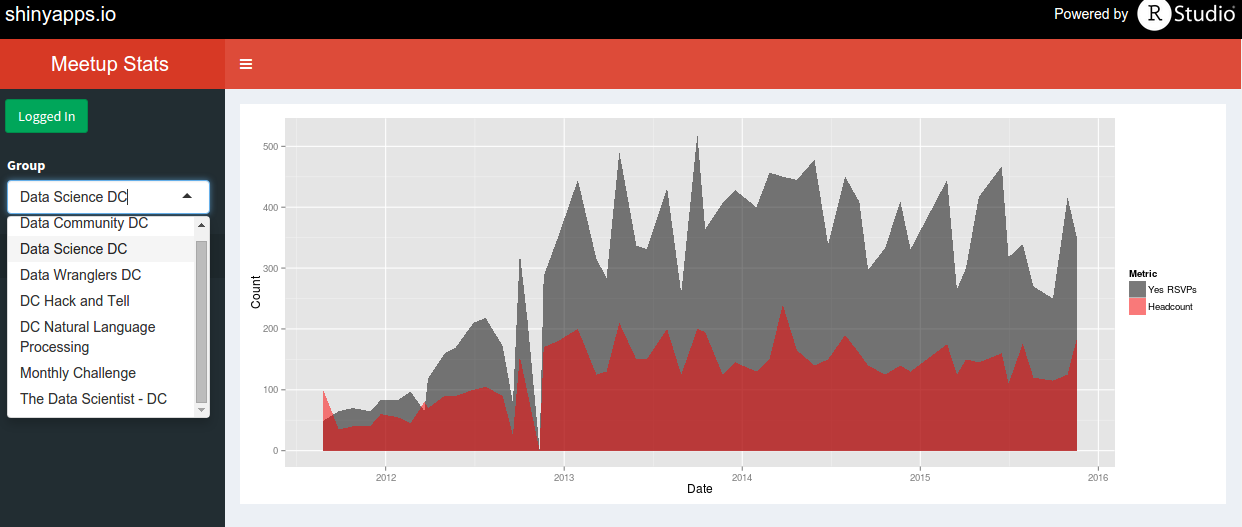 shinyapps.io
Powered by R Studio
Meetup Stats
Logged In
Group
Data Science DC
Data Community DC
Data Science DC
Data Wranglers DC
DC Hack and Tell
DC Natural Language
Processing
Monthly Challenge
The Data Scientist - DC
500
400
300
200
100
0
Count
2012 2013 2014 2015 2016
Date
Metric
Yes RSVPs
Headcount